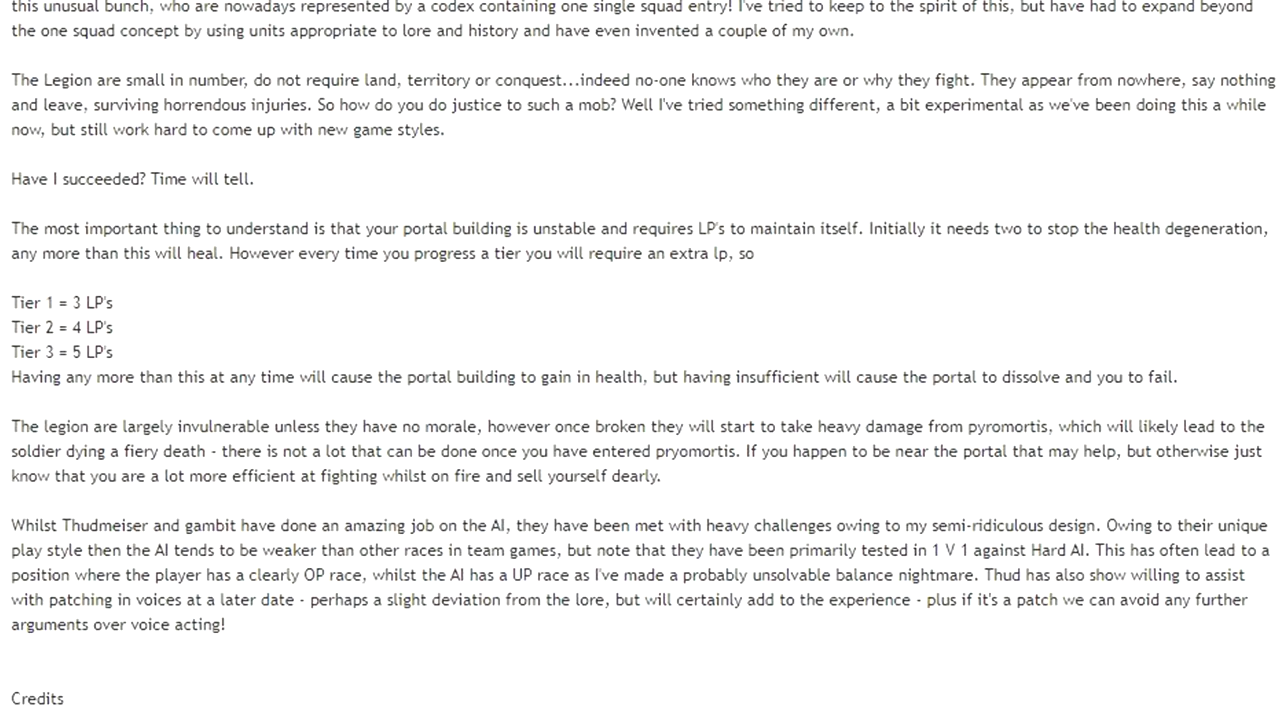 this unusual bunch, who are nowadays represented by a codex containing one single squad entry! I've tried to keep to the spirit of this, but have had to expand beyond
the one squad concept by using units appropriate to lore and history and have even invented a couple of my own.
The Legion are small in number, do not require land, territory or conquest...indeed no-one knows who they are or why they fight. They appear from nowhere, say nothing
and leave, surviving horrendous injuries. So how do you do justice to such a mob? Well I've tried something different, a bit experimental as we've been doing this a while
now, but still work hard to come up with new game styles.
Have I succeeded? Time will tell.
The most important thing to understand is that your portal building is unstable and requires LP's to maintain itself. Initially it needs two to stop the health degeneration,
any more than this will heal. However every time you progress a tier you will require an extra lp, so
Tier 1 = 3 LP's
Tier 2 = 4 LP's
Tier 3 = 5 LP's
Having any more than this at any time will cause the portal building to gain in health, but having insufficient will cause the portal to dissolve and you to fail.
The legion are largely invulnerable unless they have no morale, however once broken they will start to take heavy damage from pyromortis, which will likely lead to the
soldier dying a fiery death - there is not a lot that can be done once you have entered pryomortis. If you happen to be near the portal that may help, but otherwise just
know that you are a lot more efficient at fighting whilst on fire and sell yourself dearly.
Whilst Thudmeiser and gambit have done an amazing job on the AI, they have been met with heavy challenges owing to my semi-ridiculous design. Owing to their unique
play style then the AI tends to be weaker than other races in team games, but note that they have been primarily tested in 1 V 1 against Hard AI. This has often lead to a
position where the player has a clearly OP race, whilst the AI has a UP race as I've made a probably unsolvable balance nightmare. Thud has also show willing to assist
with patching in voices at a later date - perhaps a slight deviation from the lore, but will certainly add to the experience - plus if it's a patch we can avoid any further
arguments over voice acting!
Credits